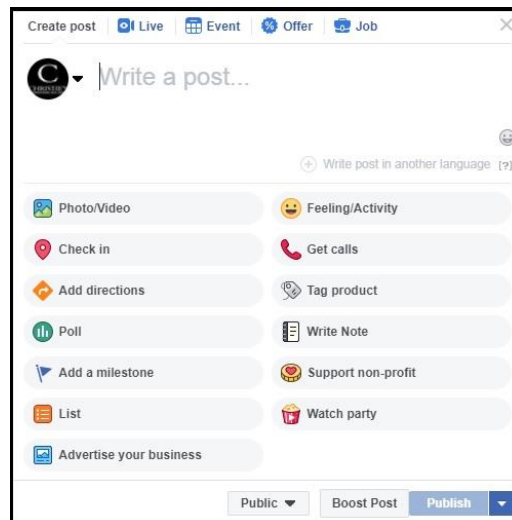 Create post Live Event Offer Job
C
CHRISTIE'S
Write a post...
Write post in another language [?]
Photo/Video Feeling/Activity
Check in Get calls
Add directions Tag product
Poll Write Note
Add a milestone Support non-profit
List Watch party
Advertise your business
Public Boost Post Publish